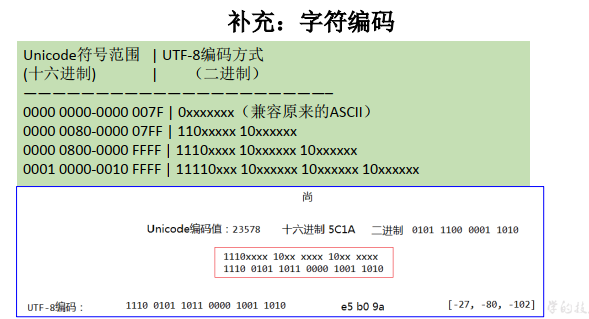 补充：字符编码
Unicode符号范围 | UTF-8编码方式
(十六进制) | （二进制）
———————————————————————
0000 0000-0000 007F | 0xxxxxxx（兼容原来的ASCII）
0000 0080-0000 07FF | 110xxxxx 10xxxxxx
0000 0800-0000 FFFF | 1110xxxx 10xxxxxx 10xxxxxx
0001 0000-0010 FFFF | 11110xxx 10xxxxxx 10xxxxxx 10xxxxxx
尚
Unicode编码值：23578 十六进制 5C1A 二进制 0101 1100 0001 1010
1110xxxx 10xx xxxx 10xx xxxx
1110 0101 1011 0000 1001 1010
UTF-8编码： 1110 0101 1011 0000 1001 1010 e5 b0 9a [-27, -80, -102]